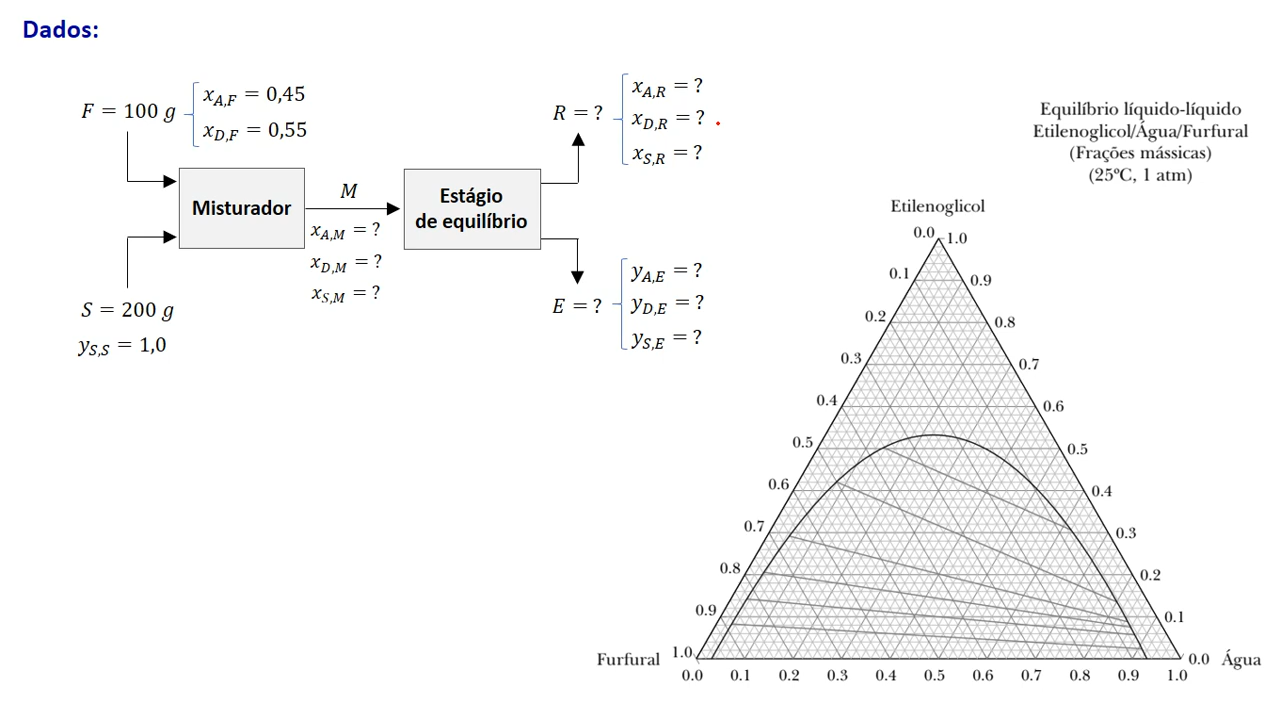 Dados:
F = 100 g
x_{A,F} = 0,45
x_{D,F} = 0,55
Misturador
S = 200 g
y_{S,S} = 1,0
M
x_{A,M} = ?
x_{D,M} = ?
x_{S,M} = ?
Estágio
de equilíbrio
R = ?
x_{A,R} = ?
x_{D,R} = ?
x_{S,R} = ?
E = ?
y_{A,E} = ?
y_{D,E} = ?
y_{S,E} = ?
Equilíbrio líquido-líquido
Etilenoglicol/Água/Furfural
(Frações mássicas)
(25ºC, 1 atm)
Etilenoglicol
0.0 1.0
0.1 0.9
0.2 0.8
0.3 0.7
0.4 0.6
0.5 0.5
0.6 0.4
0.7 0.3
0.8 0.2
0.9 0.1
Furfural 1.0 0.0 Água
0.0 0.1 0.2 0.3 0.4 0.5 0.6 0.7 0.8 0.9 1.0